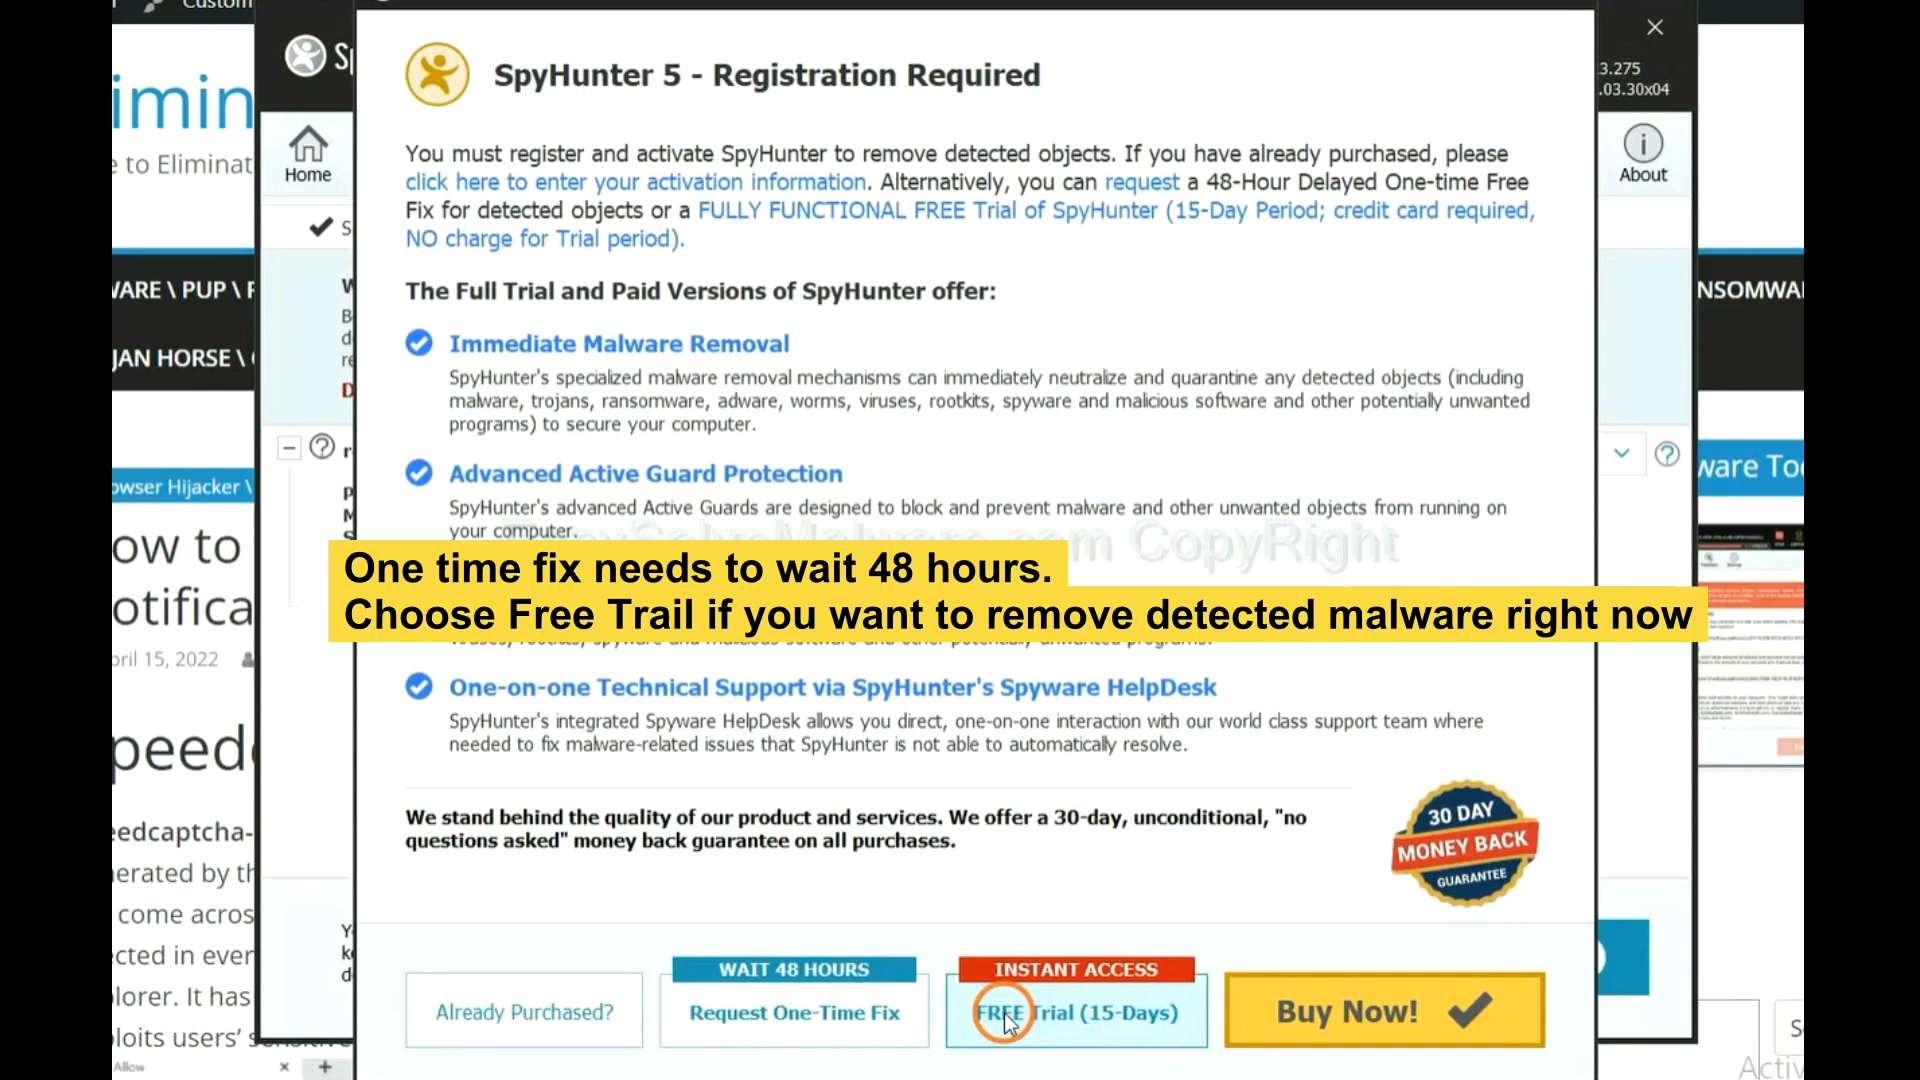 Custom
SpyHunter 5 - Registration Required
3.275
.03.30x04
imin
e to Eliminat
Home
About
You must register and activate SpyHunter to remove detected objects. If you have already purchased, please
click here to enter your activation information. Alternatively, you can request a 48-Hour Delayed One-time Free
Fix for detected objects or a FULLY FUNCTIONAL FREE Trial of SpyHunter (15-Day Period; credit card required,
NO charge for Trial period).
The Full Trial and Paid Versions of SpyHunter offer:
WARE \ PUP \
NSOMWA
JAN HORSE \
Immediate Malware Removal
SpyHunter's specialized malware removal mechanisms can immediately neutralize and quarantine any detected objects (including
malware, trojans, ransomware, adware, worms, viruses, rootkits, spyware and malicious software and other potentially unwanted
programs) to secure your computer.
Advanced Active Guard Protection
SpyHunter's advanced Active Guards are designed to block and prevent malware and other unwanted objects from running on
your computer.
owser Hijacker \
ware Too
ow to
otifica
pril 15, 2022
CopyRight
One time fix needs to wait 48 hours.
Choose Free Trail if you want to remove detected malware right now
One-on-one Technical Support via SpyHunter's Spyware HelpDesk
SpyHunter's integrated Spyware HelpDesk allows you direct, one-on-one interaction with our world class support team where
needed to fix malware-related issues that SpyHunter is not able to automatically resolve.
peed
We stand behind the quality of our product and services. We offer a 30-day, unconditional, "no
questions asked" money back guarantee on all purchases.
30 DAY
MONEY BACK
GUARANTEE
eedcaptcha-
nerated by th
come acros
cted in ever
plorer. It has
ploits users'
Allow
WAIT 48 HOURS
INSTANT ACCESS
Already Purchased?
Request One-Time Fix
FREE Trial (15-Days)
Buy Now!
Activ